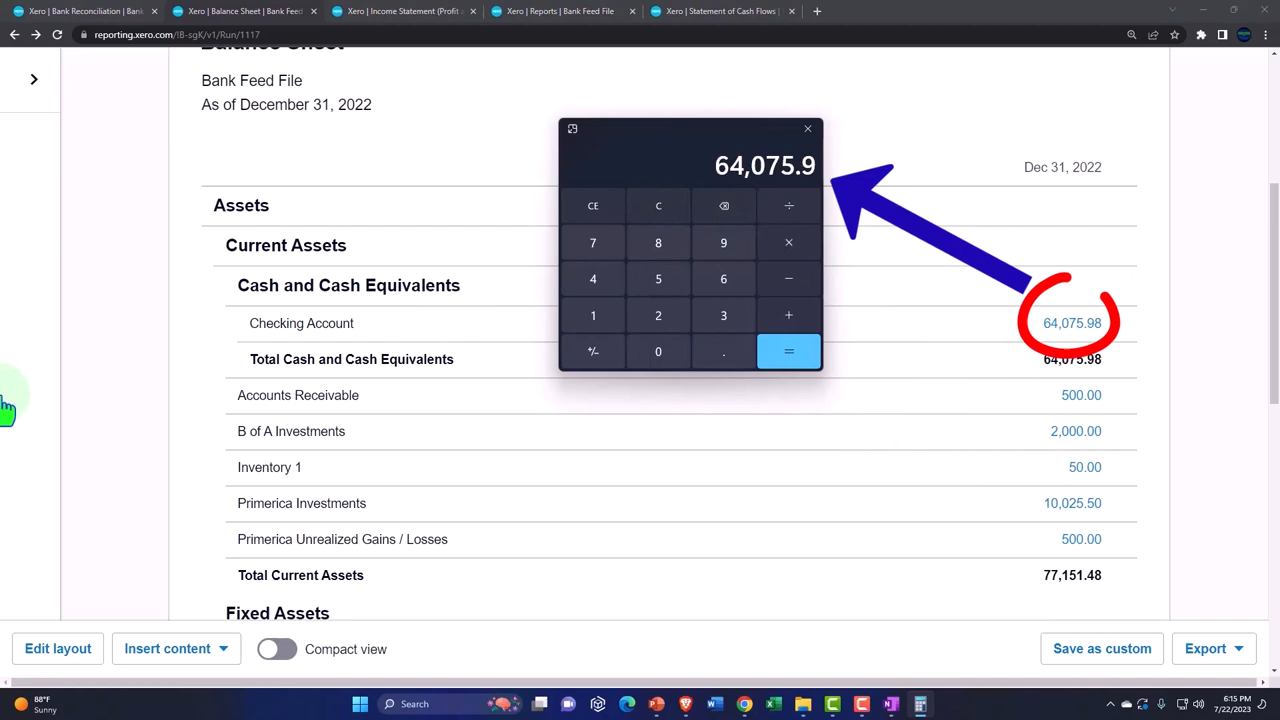 Xero | Bank Reconciliation | Bank
Xero | Balance Sheet | Bank Feed
Xero | Income Statement (Profit a
Xero | Reports | Bank Feed File
Xero | Statement of Cash Flows |
reporting.xero.com/!B-sgK/v1/Run/1117
Balance Sheet
Bank Feed File
As of December 31, 2022
64,075.9
CE C ÷
7 8 9 ×
4 5 6 −
1 2 3 +
+/− 0 . =
Dec 31, 2022
Assets
Current Assets
Cash and Cash Equivalents
Checking Account 64,075.98
Total Cash and Cash Equivalents 64,075.98
Accounts Receivable 500.00
B of A Investments 2,000.00
Inventory 1 50.00
Primerica Investments 10,025.50
Primerica Unrealized Gains / Losses 500.00
Total Current Assets 77,151.48
Fixed Assets
Edit layout Insert content Compact view Save as custom Export
88°F
Sunny
Search
6:15 PM
7/22/2023